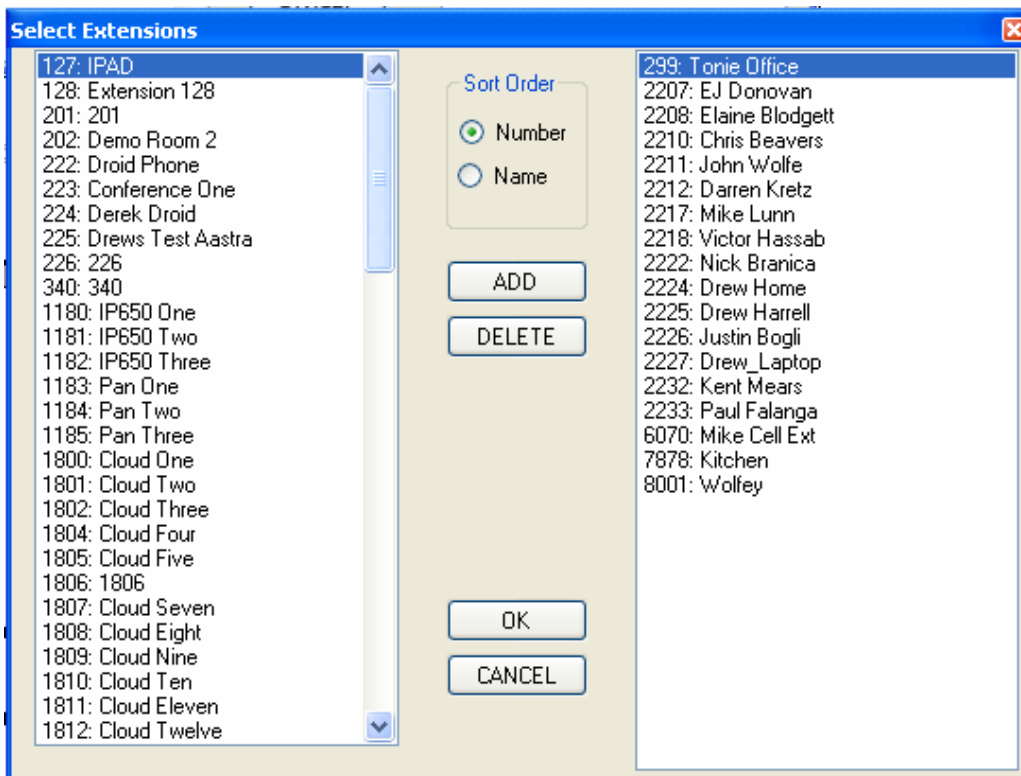 Select Extensions
127: IPAD
128: Extension 128
201: 201
202: Demo Room 2
222: Droid Phone
223: Conference One
224: Derek Droid
225: Drews Test Aastra
226: 226
340: 340
1180: IP650 One
1181: IP650 Two
1182: IP650 Three
1183: Pan One
1184: Pan Two
1185: Pan Three
1800: Cloud One
1801: Cloud Two
1802: Cloud Three
1804: Cloud Four
1805: Cloud Five
1806: 1806
1807: Cloud Seven
1808: Cloud Eight
1809: Cloud Nine
1810: Cloud Ten
1811: Cloud Eleven
1812: Cloud Twelve
Sort Order
Number
Name
ADD
DELETE
OK
CANCEL
299: Tonie Office
2207: EJ Donovan
2208: Elaine Blodgett
2210: Chris Beavers
2211: John Wolfe
2212: Darren Kretz
2217: Mike Lunn
2218: Victor Hassab
2222: Nick Branica
2224: Drew Home
2225: Drew Harrell
2226: Justin Bogli
2227: Drew_Laptop
2232: Kent Mears
2233: Paul Falanga
6070: Mike Cell Ext
7878: Kitchen
8001: Wolfey